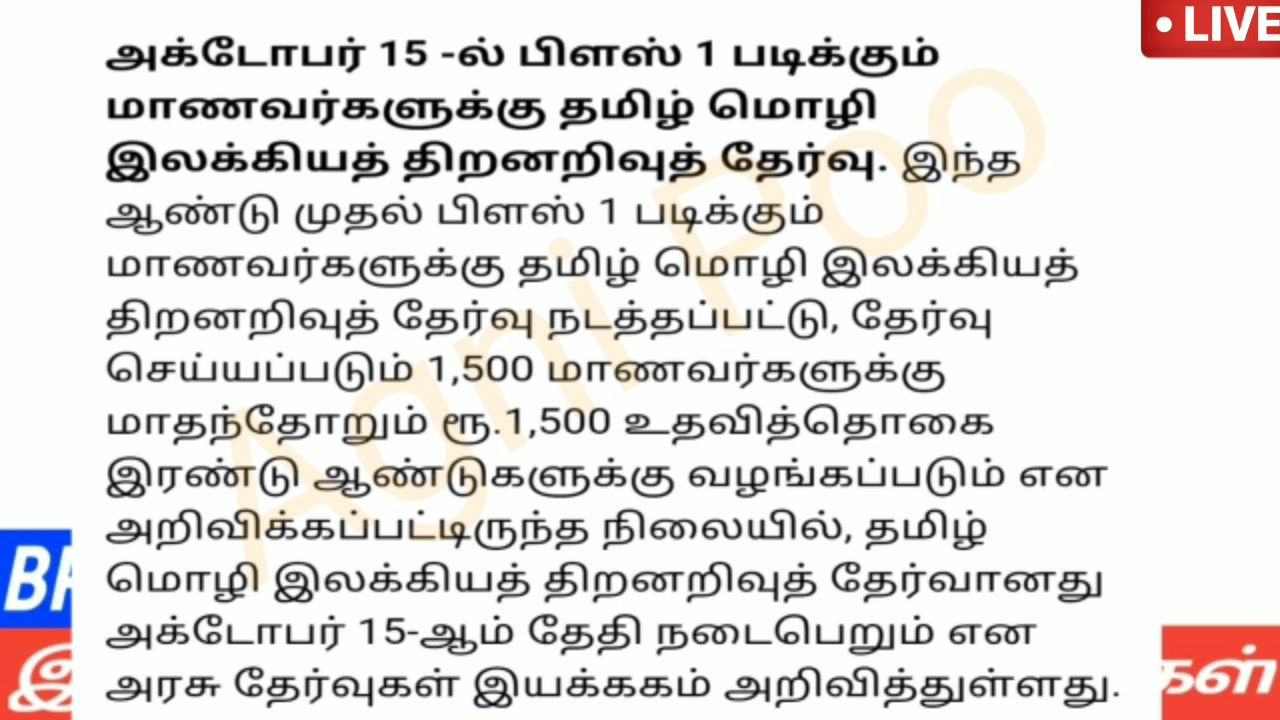 • LIVE
அக்டோபர் 15 -ல் பிளஸ் 1 படிக்கும்
மாணவர்களுக்கு தமிழ் மொழி
இலக்கியத் திறனறிவுத் தேர்வு. இந்த
ஆண்டு முதல் பிளஸ் 1 படிக்கும்
மாணவர்களுக்கு தமிழ் மொழி இலக்கியத்
திறனறிவுத் தேர்வு நடத்தப்பட்டு, தேர்வு
செய்யப்படும் 1,500 மாணவர்களுக்கு
மாதந்தோறும் ரூ.1,500 உதவித்தொகை
இரண்டு ஆண்டுகளுக்கு வழங்கப்படும் என
அறிவிக்கப்பட்டிருந்த நிலையில், தமிழ்
மொழி இலக்கியத் திறனறிவுத் தேர்வானது
அக்டோபர் 15-ஆம் தேதி நடைபெறும் என
அரசு தேர்வுகள் இயக்ககம் அறிவித்துள்ளது.
Agni Poo